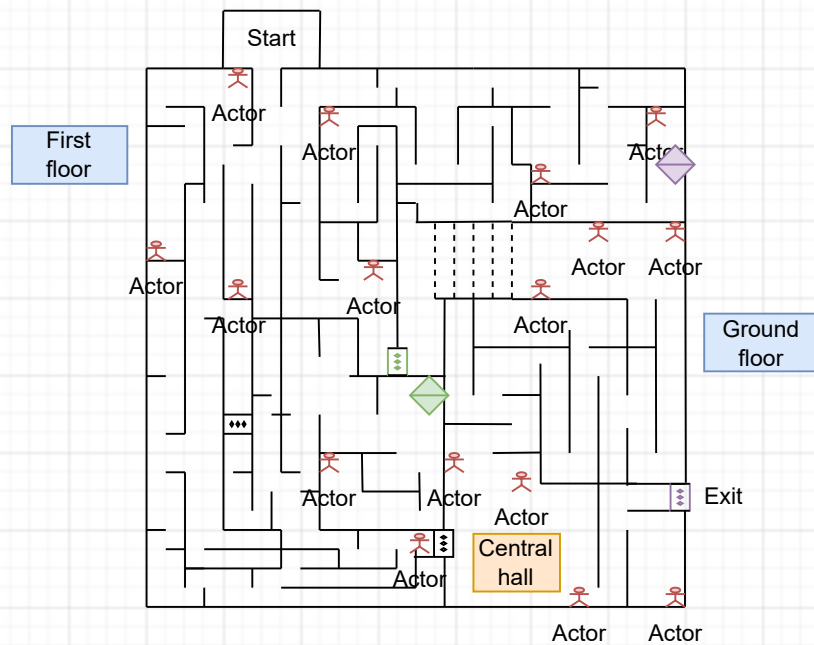 Start
Actor
First
floor
Actor
Actor
Actor
Actor
Actor
Actor
Actor
Actor
Actor
Actor
Ground
floor
Actor
Actor
Actor
Exit
Central
hall
Actor
Actor
Actor